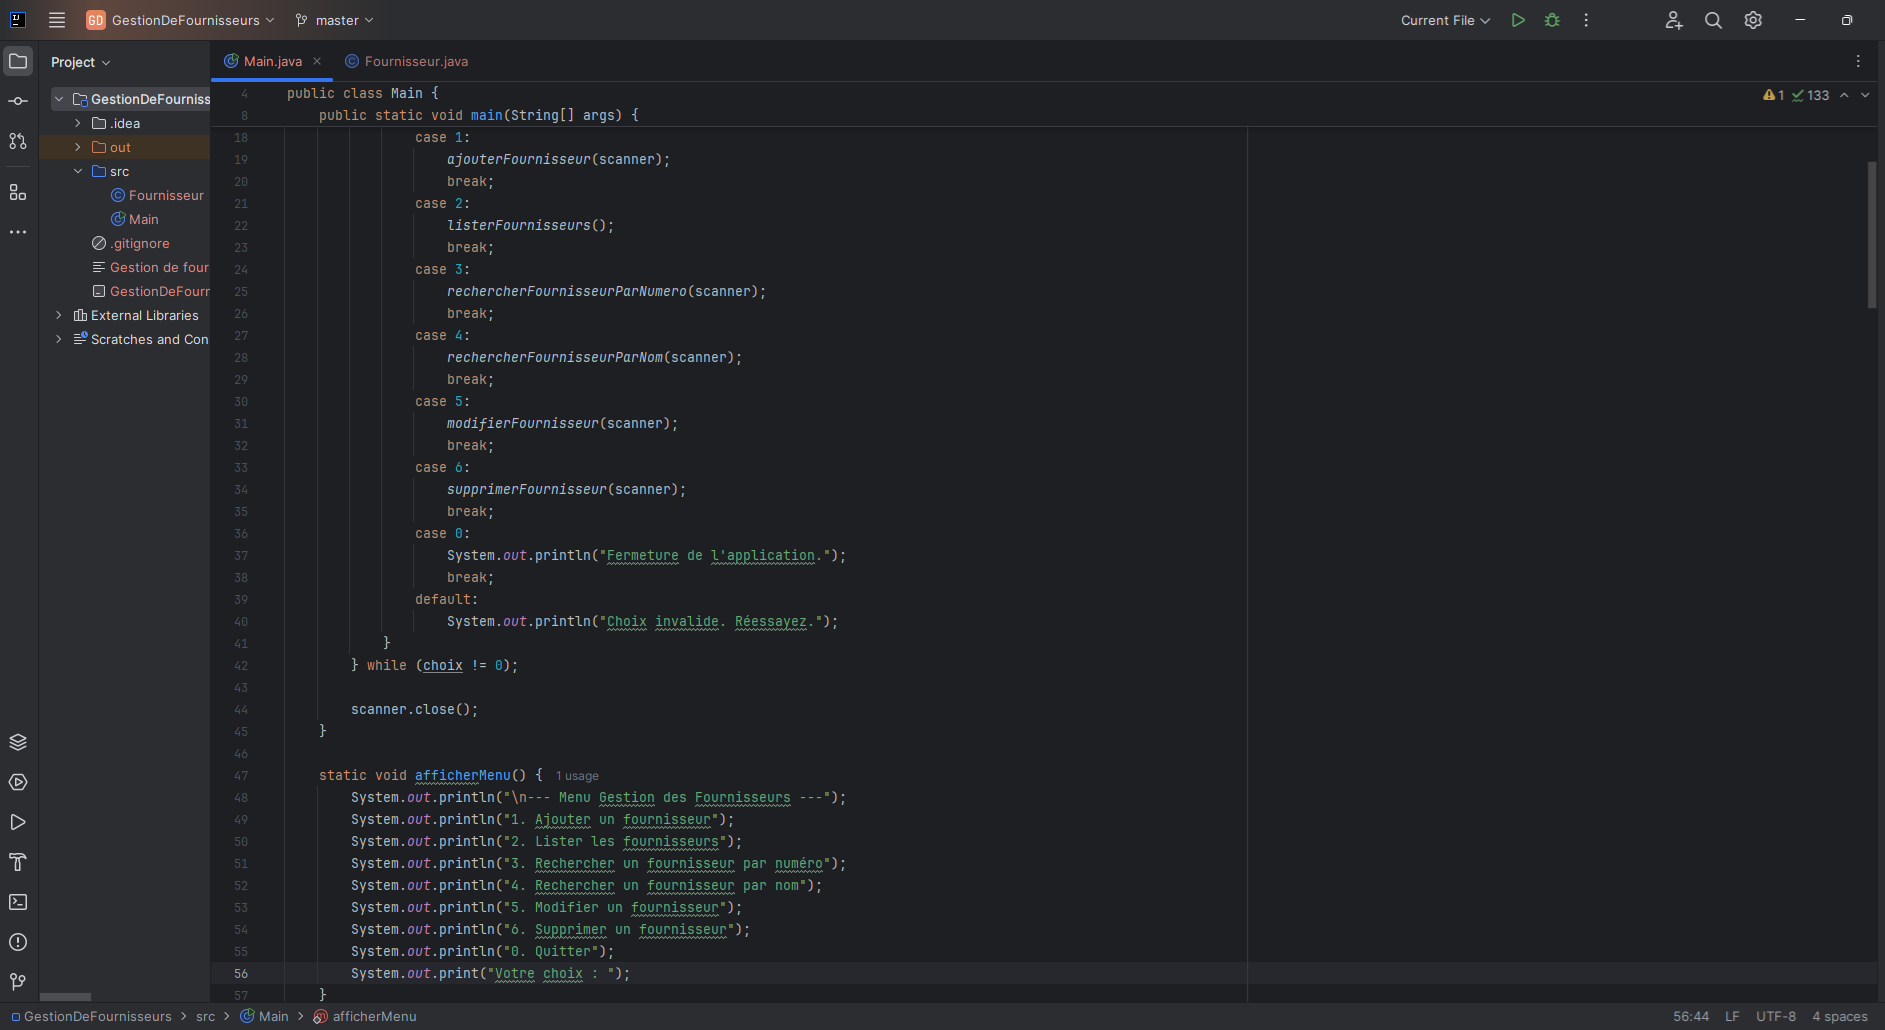 GD GestionDeFournisseurs master Current File
Project
Main.java Fournisseur.java
GestionDeFourniss
.idea
out
src
Fournisseur
Main
.gitignore
Gestion de four
GestionDeFourn
External Libraries
Scratches and Con
1 133
4 public class Main {
8 public static void main(String[] args) {
18 case 1:
19 ajouterFournisseur(scanner);
20 break;
21 case 2:
22 listerFournisseurs();
23 break;
24 case 3:
25 rechercherFournisseurParNumero(scanner);
26 break;
27 case 4:
28 rechercherFournisseurParNom(scanner);
29 break;
30 case 5:
31 modifierFournisseur(scanner);
32 break;
33 case 6:
34 supprimerFournisseur(scanner);
35 break;
36 case 0:
37 System.out.println("Fermeture de l'application.");
38 break;
39 default:
40 System.out.println("Choix invalide. Réessayez.");
41 }
42 } while (choix != 0);
43
44 scanner.close();
45 }
46
47 static void afficherMenu() { 1 usage
48 System.out.println("\n--- Menu Gestion des Fournisseurs ---");
49 System.out.println("1. Ajouter un fournisseur");
50 System.out.println("2. Lister les fournisseurs");
51 System.out.println("3. Rechercher un fournisseur par numéro");
52 System.out.println("4. Rechercher un fournisseur par nom");
53 System.out.println("5. Modifier un fournisseur");
54 System.out.println("6. Supprimer un fournisseur");
55 System.out.println("0. Quitter");
56 System.out.print("Votre choix : ");
57 }
GestionDeFournisseurs > src > Main > afficherMenu 56:44 LF UTF-8 4 spaces